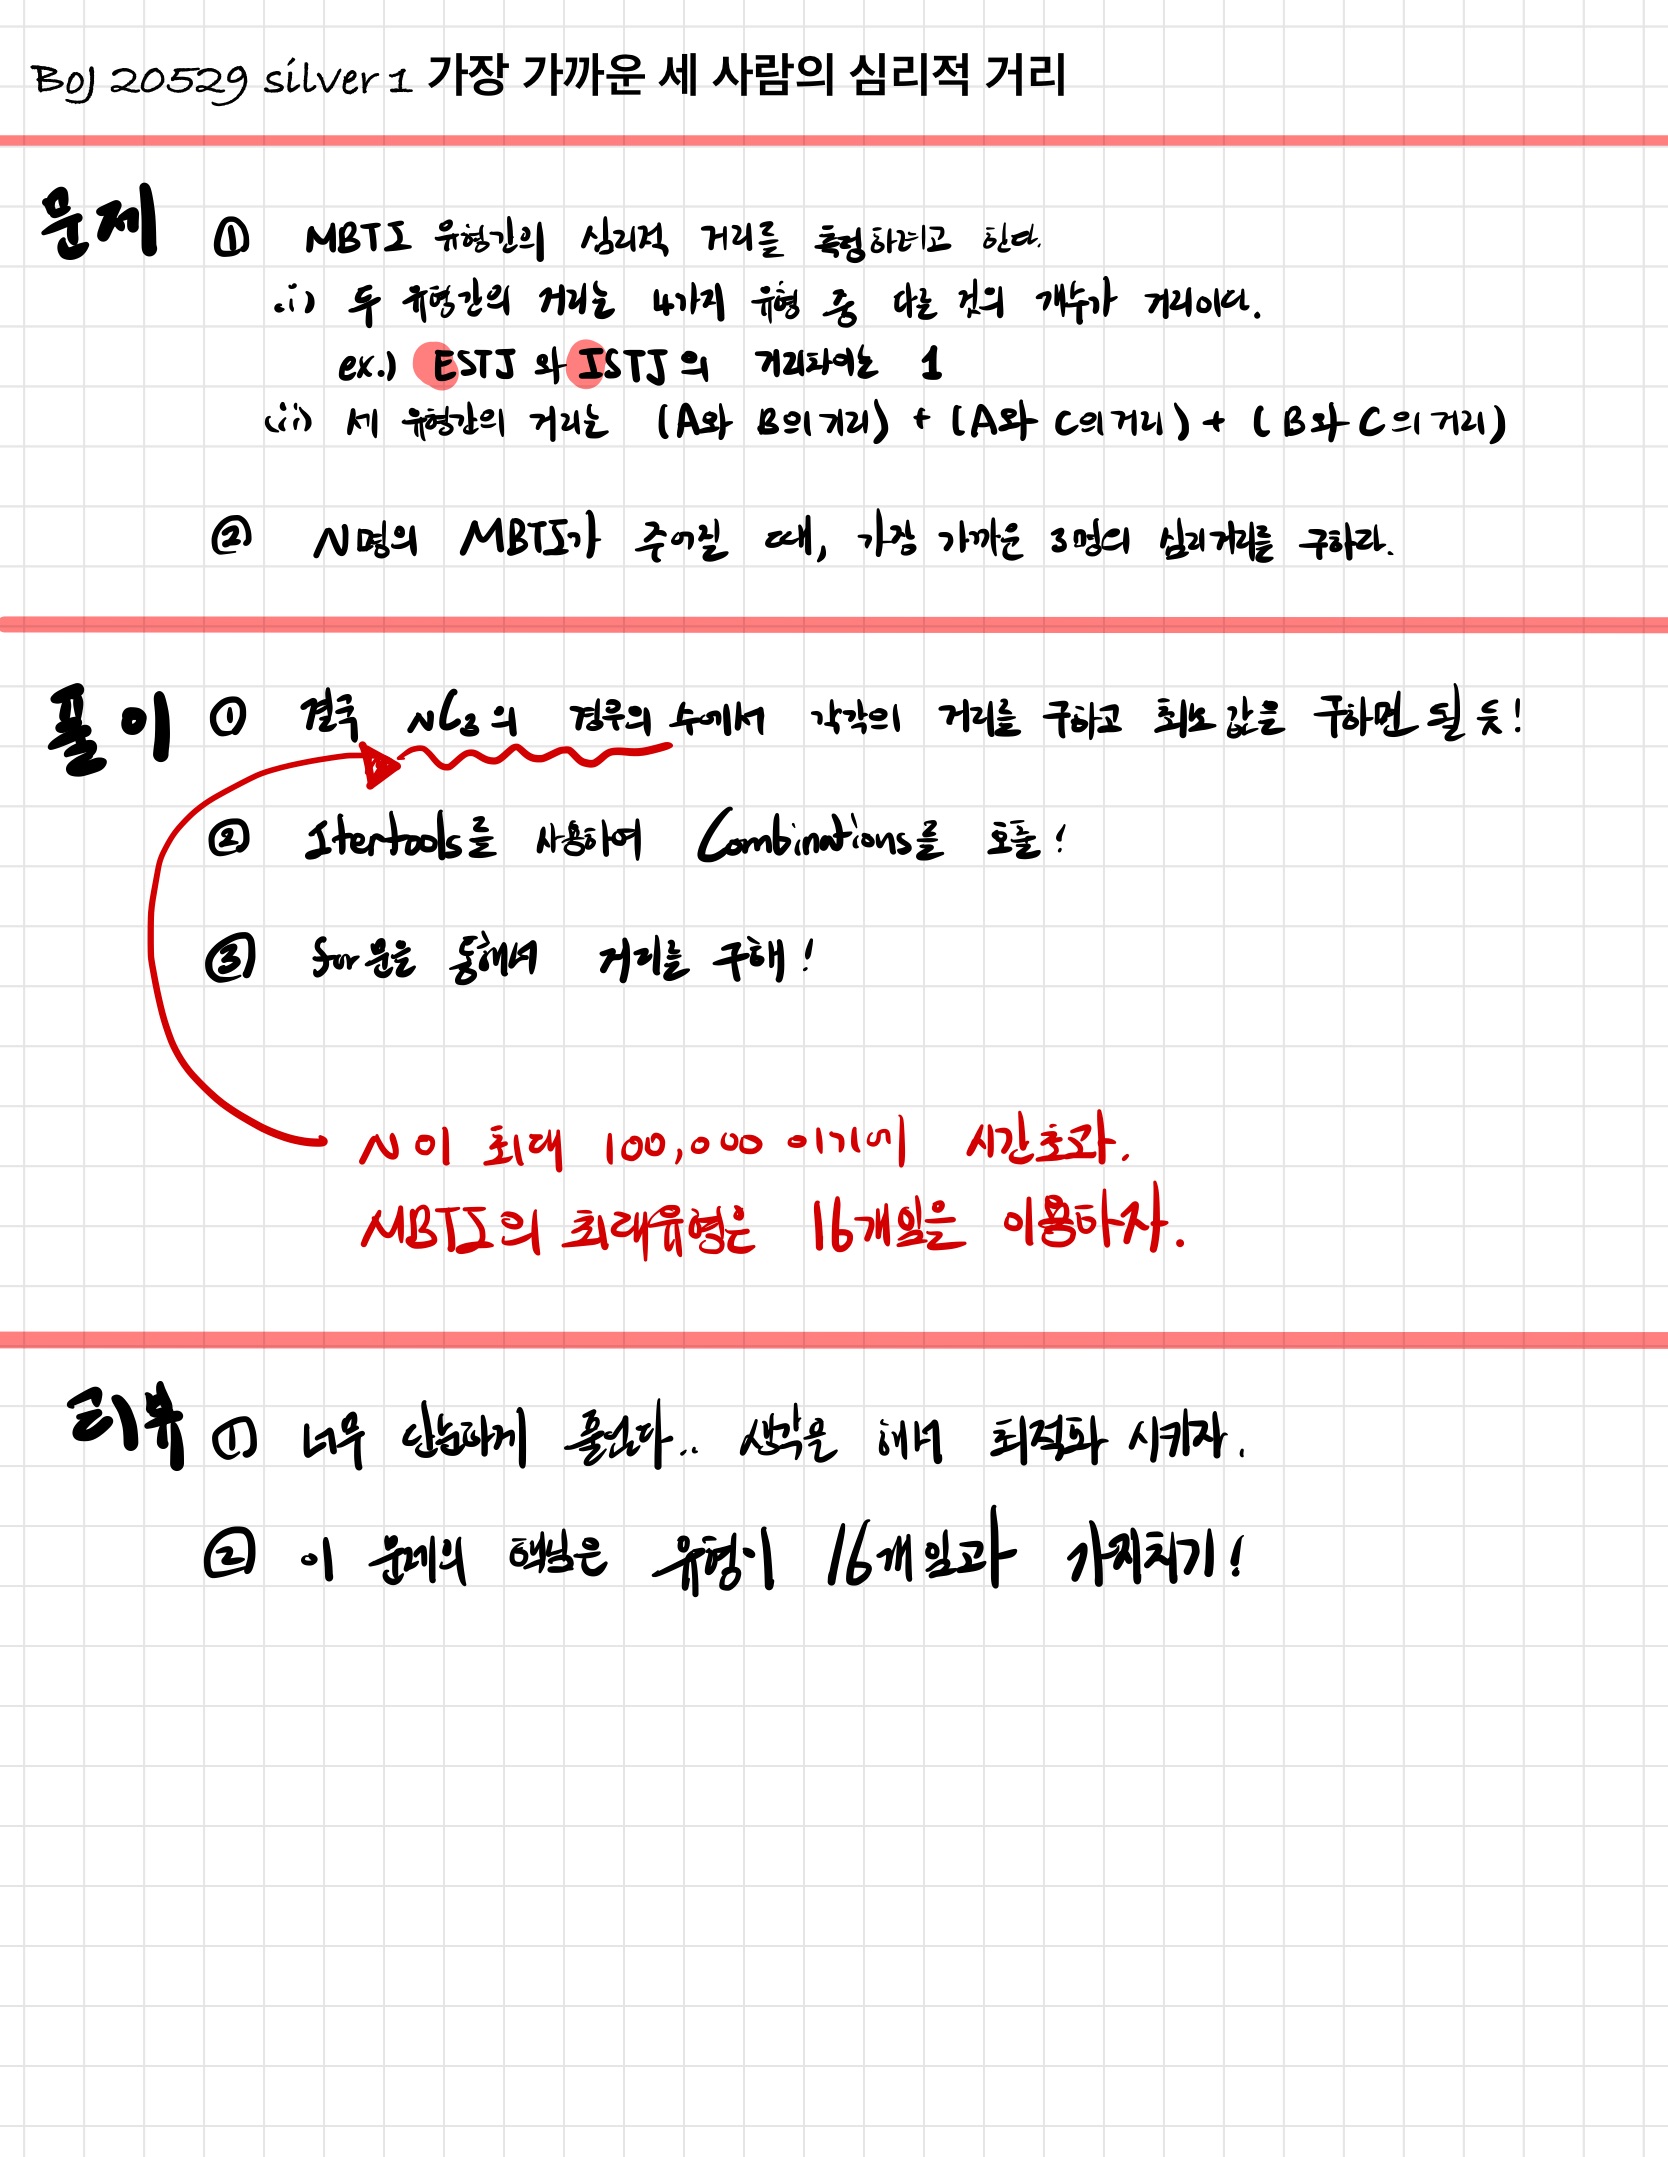 BOJ 20529 silver 1 가장 가까운 세 사람의 심리적 거리
문제 ① MBTI 유형간의 심리적 거리를 측정하려고 한다.
(i) 두 유형간의 거리는 4가지 유형 중 다른 것의 개수가 거리이다.
ex.) ESTJ와 ISTJ의 거리차이는 1
(ii) 세 유형간의 거리는 (A와 B의 거리) + (A와 C의 거리) + (B와 C의 거리)
② N명의 MBTI가 주어질 때, 가장 가까운 3명의 심리거리를 구하라.
풀이 ① 결국 NC3의 경우의 수에서 각각의 거리를 구하고 최소값을 구하면 될 듯!
② Itertools를 사용하여 Combinations를 호출!
③ for문을 통해서 거리를 구해!
N이 최대 100,000이기에 시간초과.
MBTI의 최대유형은 16개임을 이용하자.
리뷰 ① 너무 단순하게 풀었다.. 생각을 해서 최적화 시키자.
② 이 문제의 핵심은 유형이 16개임과 가지치기!